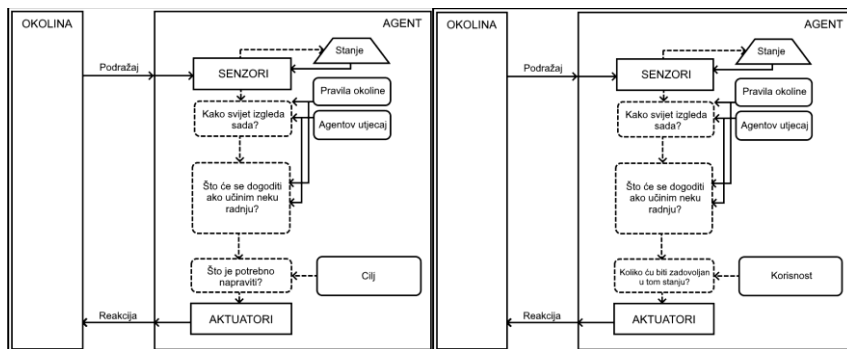 OKOLINA
AGENT
Stanje
Podražaj
SENZORI
Pravila okoline
Kako svijet izgleda
sada?
Agentov utjecaj
Što će se dogoditi
ako učinim neku
radnju?
Što je potrebno
napraviti?
Cilj
Reakcija
AKTUATORI
OKOLINA
AGENT
Stanje
Podražaj
SENZORI
Pravila okoline
Kako svijet izgleda
sada?
Agentov utjecaj
Što će se dogoditi
ako učinim neku
radnju?
Koliko ću biti zadovoljan
u tom stanju?
Korisnost
Reakcija
AKTUATORI